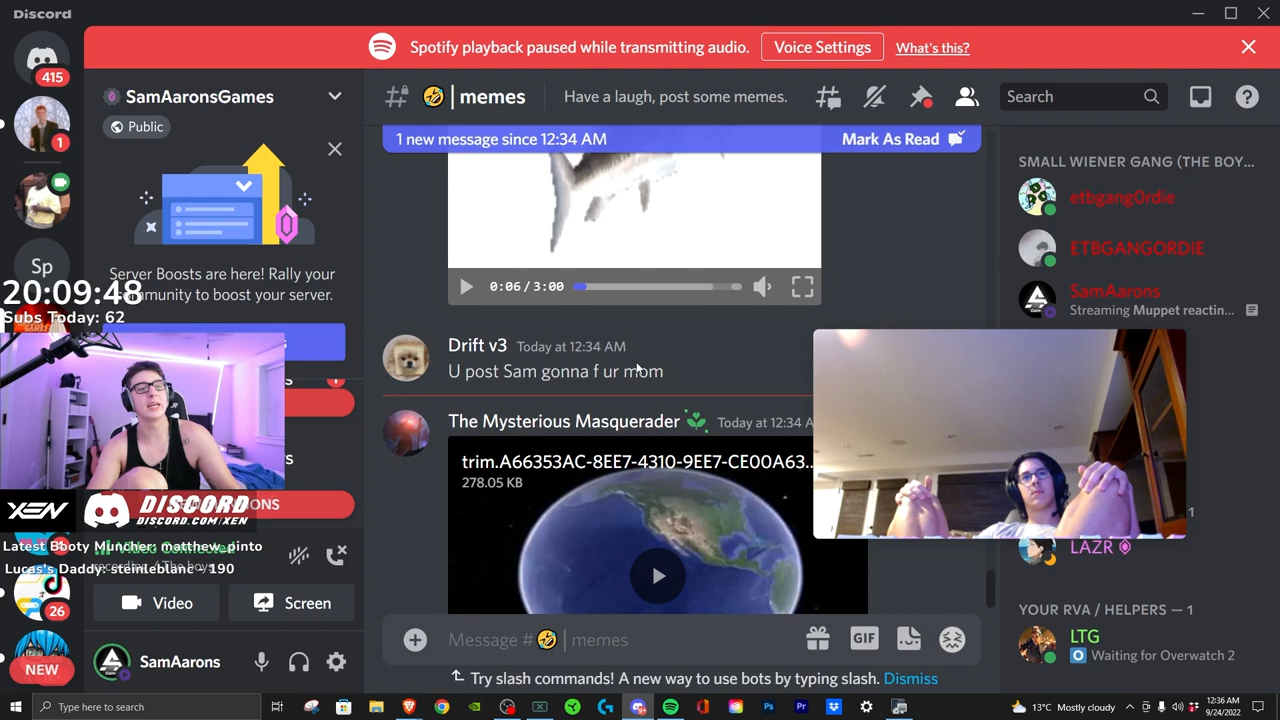 Discord
415
Spotify playback paused while transmitting audio.
Voice Settings
What's this?
1
SamAaronsGames
Public
# 🤣 | memes
Have a laugh, post some memes.
Search
Server Boosts are here! Rally your
community to boost your server.
Sp
20:09:48
Subs Today: 62
1 new message since 12:34 AM
Mark As Read
0:06 / 3:00
Drift v3 Today at 12:34 AM
U post Sam gonna f ur mom
The Mysterious Masquerader Today at 12:34 A
trim.A66353AC-8EE7-4310-9EE7-CE00A63...
278.05 KB
SMALL WIENER GANG (THE BOY...
etbgang0rdie
ETBGANGORDIE
SamAarons
Streaming Muppet reactin...
1
LAZR
YOUR RVA / HELPERS — 1
LTG
Waiting for Overwatch 2
XEN
DISCORD
DISCORD.COM/XEN
IONS
Latest Booty Muncher: matthew_pinto
Lucas's Daddy: steinleblanc - 190
Video
Screen
26
NEW
SamAarons
Message # 🤣 | memes
GIF
Try slash commands! A new way to use bots by typing slash. Dismiss
Type here to search
Ps
Pr
13°C Mostly cloudy
12:36 AM
9/24/2022